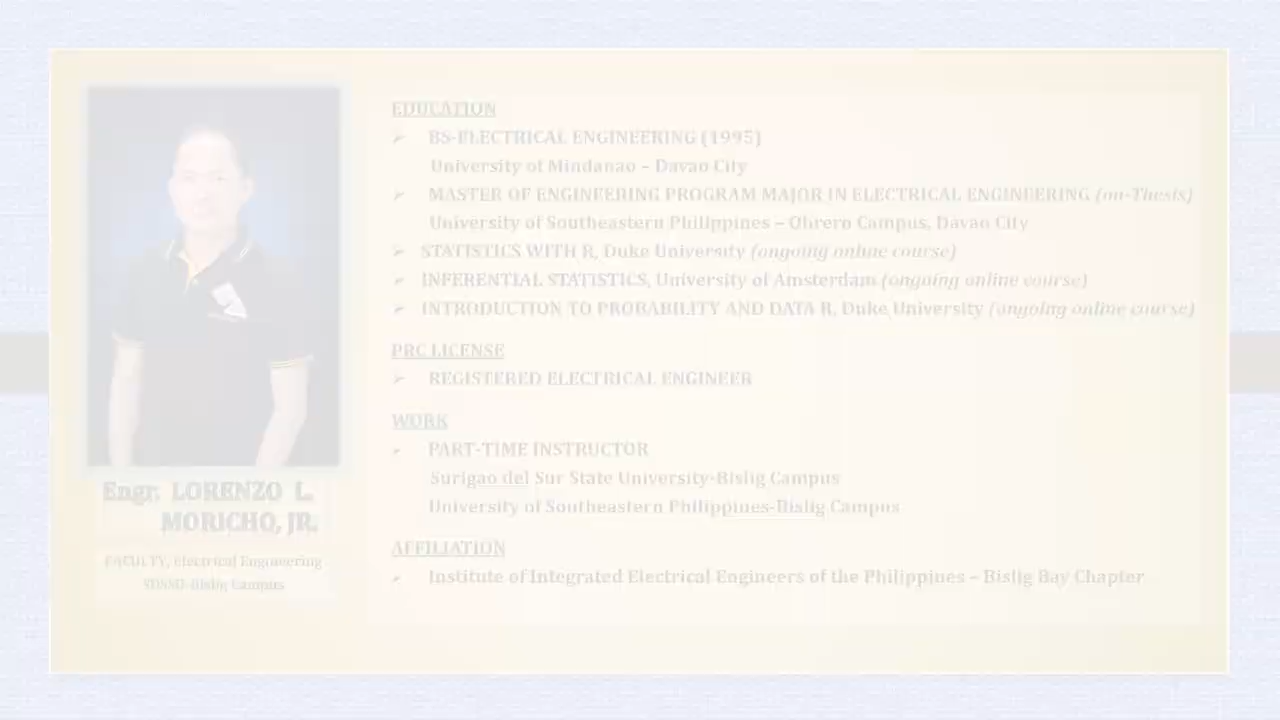 EDUCATION
➢ BS-ELECTRICAL ENGINEERING (1995)
University of Mindanao – Davao City
➢ MASTER OF ENGINEERING PROGRAM MAJOR IN ELECTRICAL ENGINEERING (on-Thesis)
University of Southeastern Philippines – Obrero Campus, Davao City
➢ STATISTICS WITH R, Duke University (ongoing online course)
➢ INFERENTIAL STATISTICS, University of Amsterdam (ongoing online course)
➢ INTRODUCTION TO PROBABILITY AND DATA R, Duke University (ongoing online course)
PRC LICENSE
➢ REGISTERED ELECTRICAL ENGINEER
WORK
➢ PART-TIME INSTRUCTOR
Surigao del Sur State University-Bislig Campus
University of Southeastern Philippines-Bislig Campus
AFFILIATION
➢ Institute of Integrated Electrical Engineers of the Philippines – Bislig Bay Chapter
Engr. LORENZO L.
MORICHO, JR.
FACULTY, Electrical Engineering
Bislig Campus